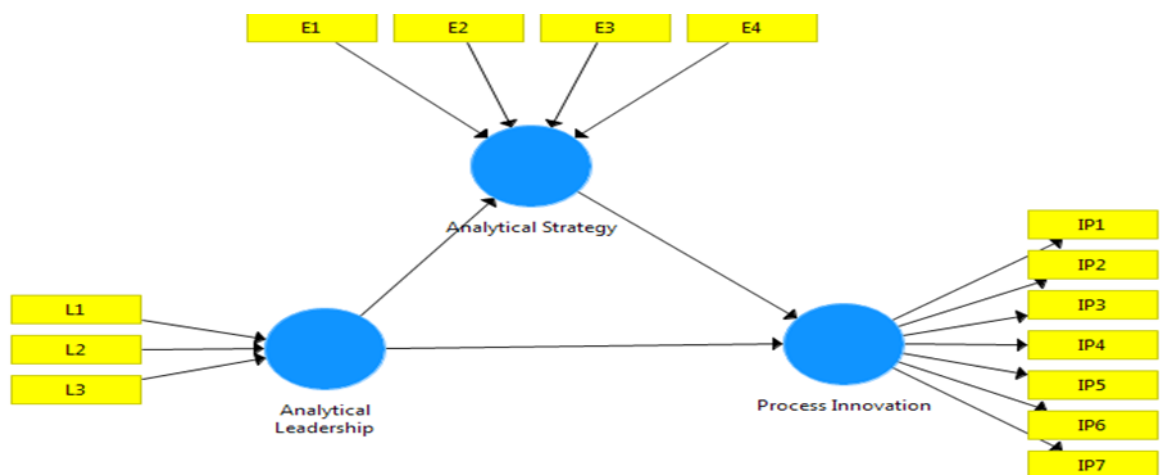 E1
E2
E3
E4
Analytical Strategy
IP1
IP2
IP3
IP4
IP5
IP6
IP7
L1
L2
L3
Analytical
Leadership
Process Innovation